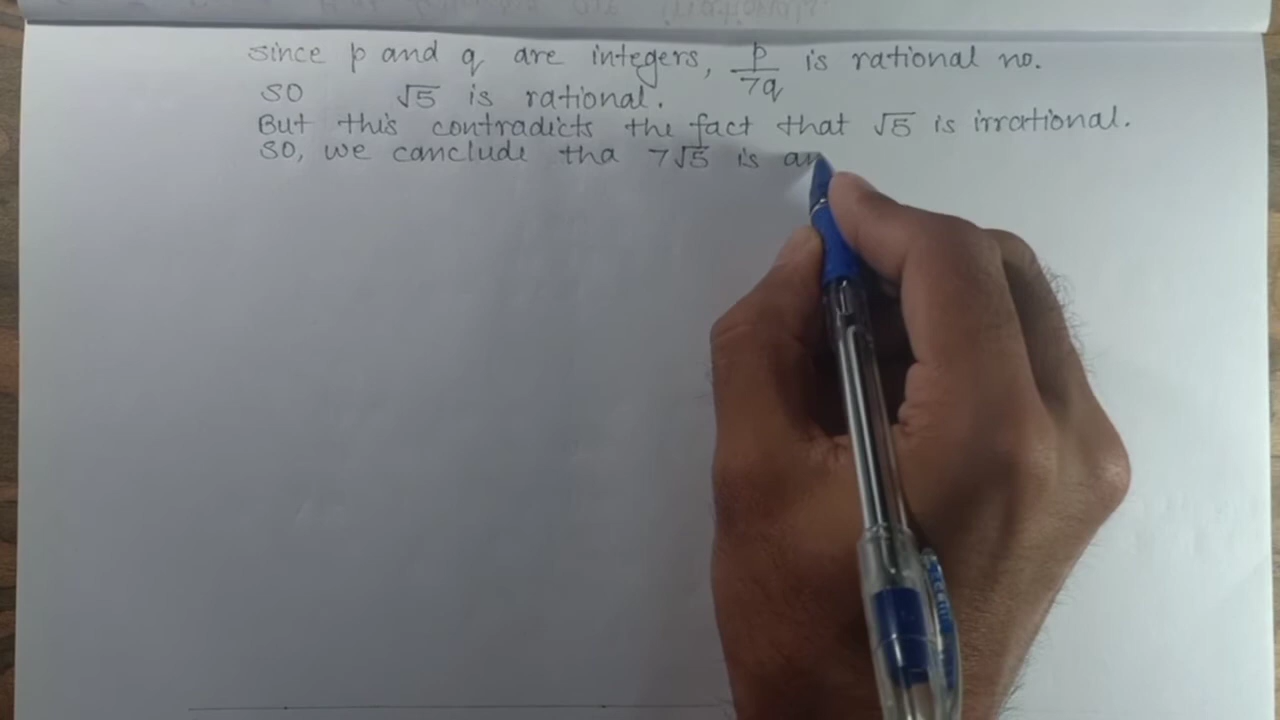 since p and q are integers, p/7q is rational no.
so √5 is rational.
But this contradicts the fact that √5 is irrational.
so, we canclude tha 7√5 is an